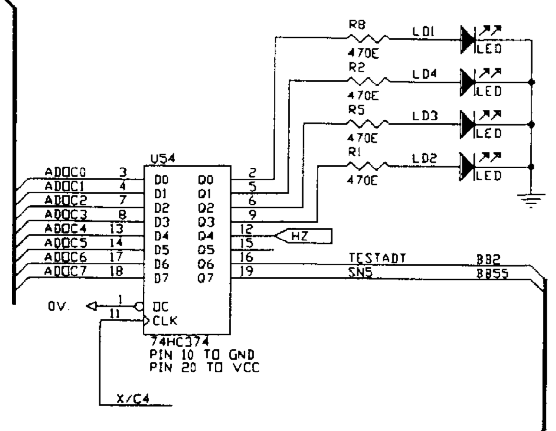 R8 LD1
470E LED
R2 LD4
470E LED
R5 LD3
470E LED
R1 LD2
470E LED
U54
ADOC0 3 D0 Q0 2
ADOC1 4 D1 Q1 5
ADOC2 7 D2 Q2 6
ADOC3 8 D3 Q3 9
ADOC4 13 D4 Q4 12 HZ
ADOC5 14 D5 Q5 15
ADOC6 17 D6 Q6 16 TESTADT BB2
ADOC7 18 D7 Q7 19 SN5 BB55
0V. 1 OC
11 CLK
74HC374
PIN 10 TO GND
PIN 20 TO VCC
X/C4